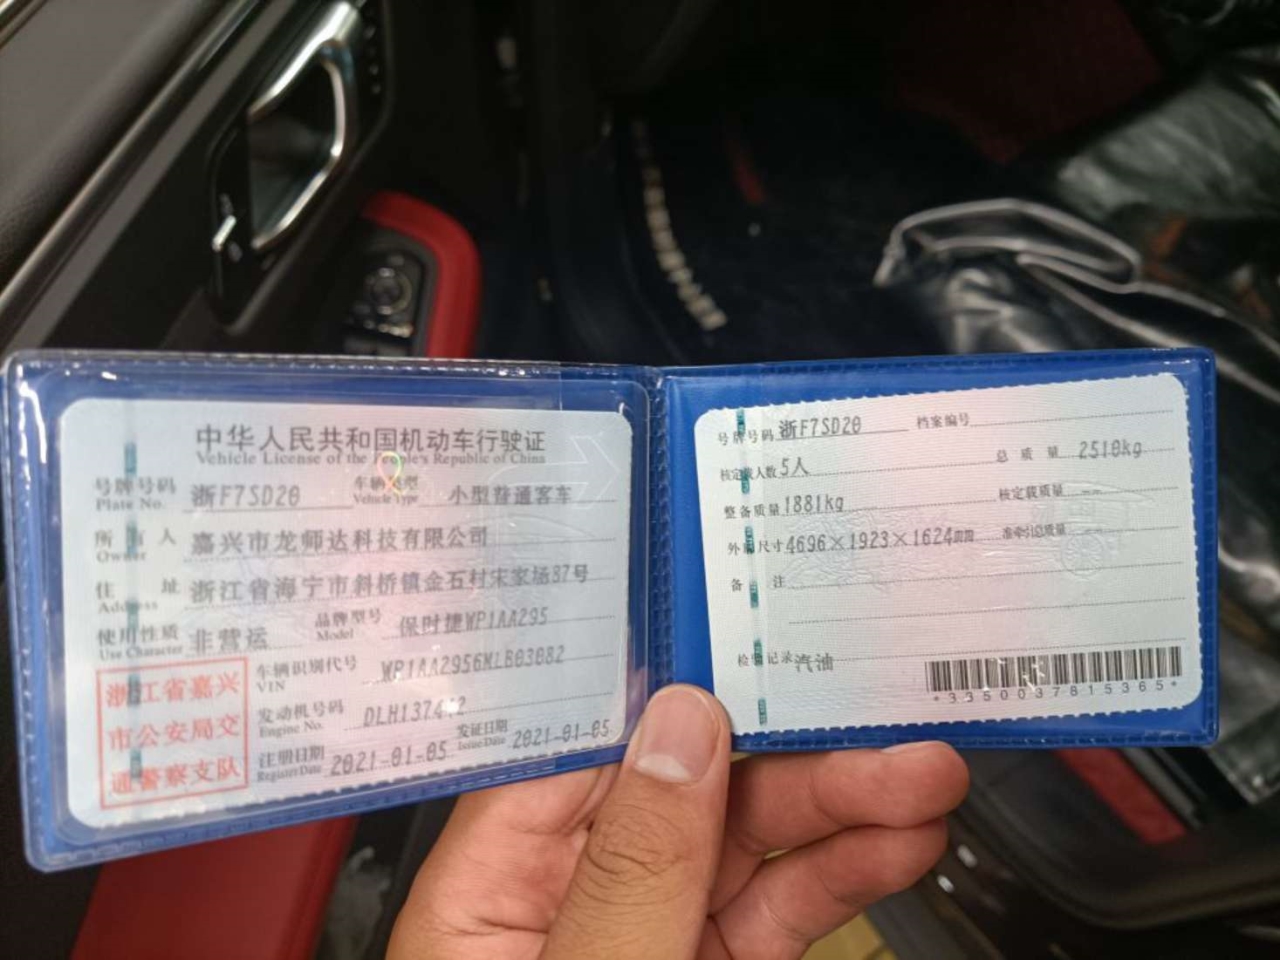 中华人民共和国机动车行驶证
Vehicle License of the People's Republic of China
号牌号码 浙F7SD20 车辆类型 小型普通客车
Plate No. Vehicle Type
所有人 嘉兴市龙师达科技有限公司
Owner
住址 浙江省海宁市斜桥镇金石村宋家场87号
Address
使用性质 非营运 品牌型号 保时捷WP1AA295
Use Character Model
浙江省嘉兴
市公安局交
通警察支队
车辆识别代号 WP1AA2956MLB03082
VIN
发动机号码
Engine No.
注册日期 2021-01-05 发证日期 2021-01-05
Register Date Issue Date
号牌号码 浙F7SD20 档案编号
核定载人数 5人 总质量 2510kg
整备质量 1881kg 核定载质量 --
外廓尺寸 4696×1923×1624mm 准牵引总质量 --
备注
检验记录 汽油
*3350037815365*